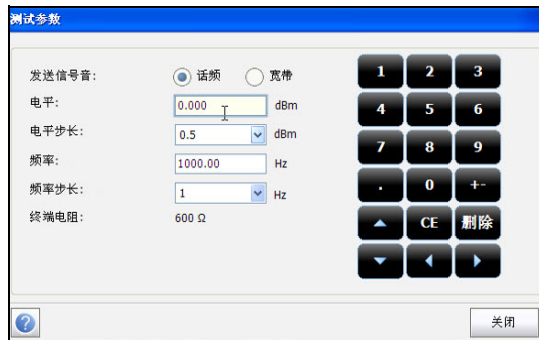 测试参数
发送信号音: 话频 宽带
电平: 0.000 dBm
电平步长: 0.5 dBm
频率: 1000.00 Hz
频率步长: 1 Hz
终端电阻: 600 Ω
1 2 3
4 5 6
7 8 9
. 0 +-
CE 删除
?
关闭